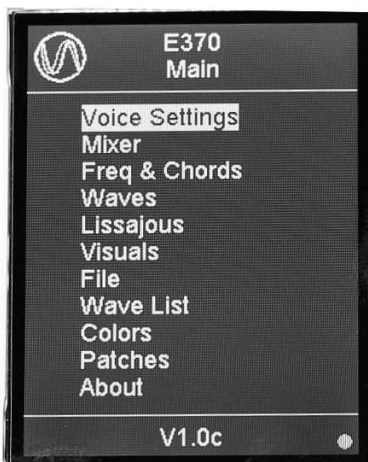 E370
Main
Voice Settings
Mixer
Freq & Chords
Waves
Lissajous
Visuals
File
Wave List
Colors
Patches
About
V1.0c